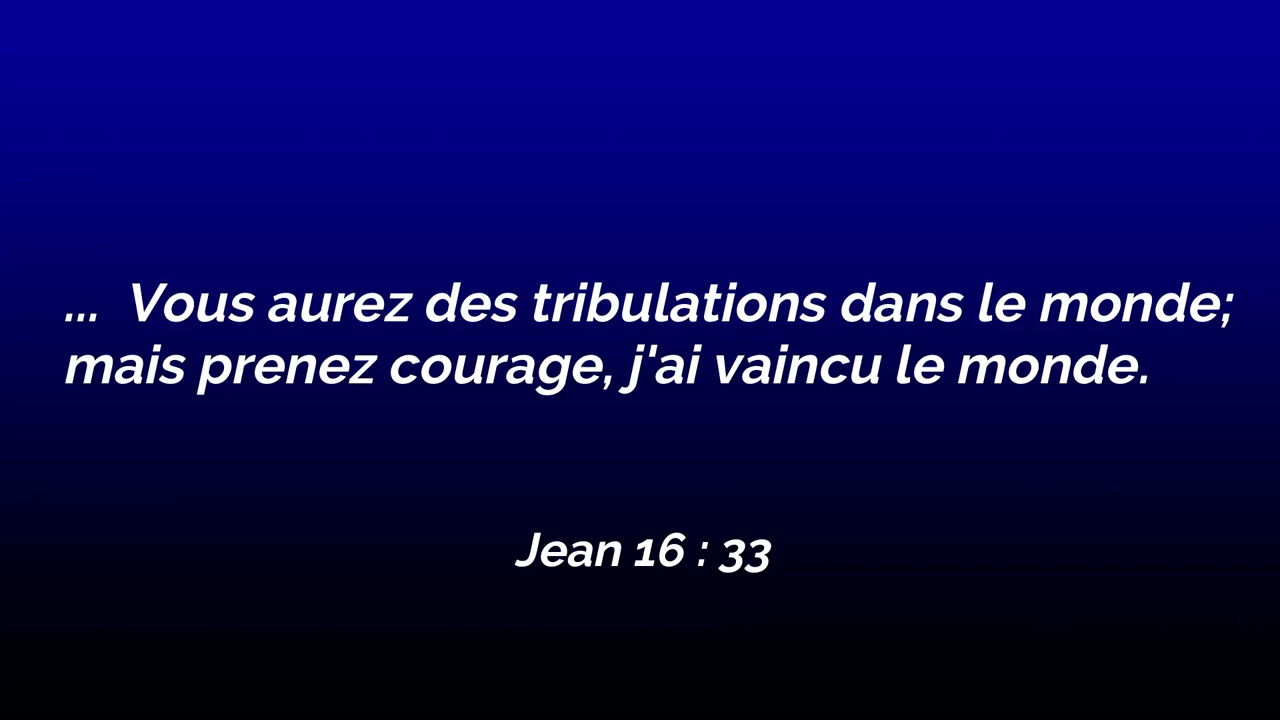 ... Vous aurez des tribulations dans le monde;
mais prenez courage, j'ai vaincu le monde.
Jean 16 : 33